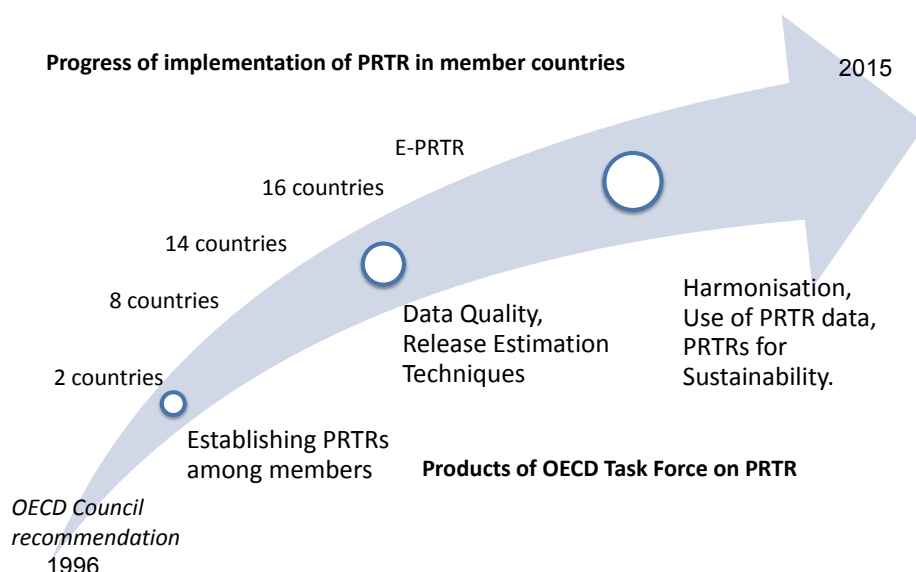 Progress of implementation of PRTR in member countries
2015
E-PRTR
16 countries
14 countries
8 countries
2 countries
Harmonisation,
Use of PRTR data,
PRTRs for
Sustainability.
Data Quality,
Release Estimation
Techniques
Establishing PRTRs
among members
Products of OECD Task Force on PRTR
OECD Council
recommendation
1996